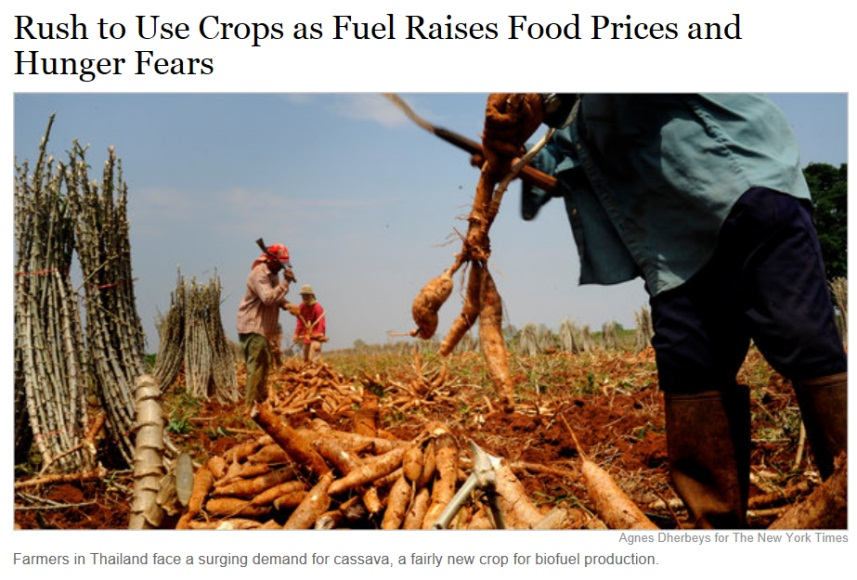 Rush to Use Crops as Fuel Raises Food Prices and
Hunger Fears
Agnes Dherbeys for The New York Times
Farmers in Thailand face a surging demand for cassava, a fairly new crop for biofuel production.